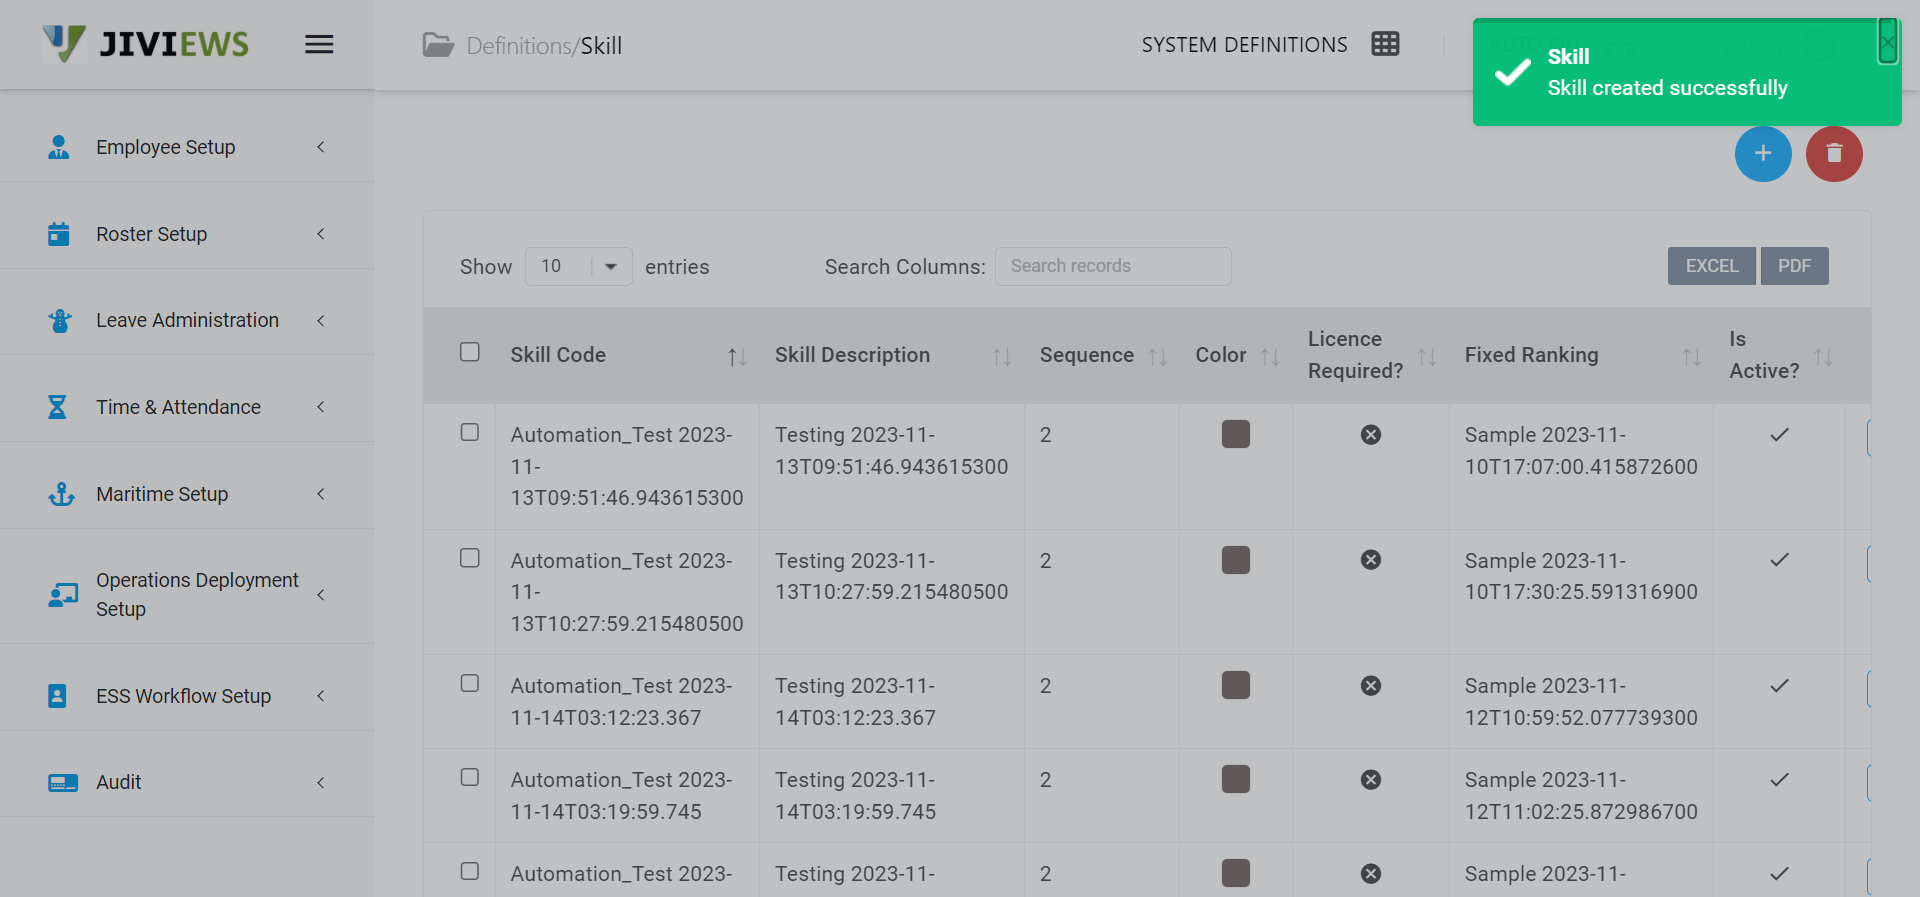 JIVIEWS
Definitions/Skill
SYSTEM DEFINITIONS
Skill
Skill created successfully
Employee Setup
Roster Setup
Leave Administration
Time & Attendance
Maritime Setup
Operations Deployment
Setup
ESS Workflow Setup
Audit
Show 10 entries
Search Columns: Search records
EXCEL PDF
Skill Code
Skill Description
Sequence
Color
Licence
Required?
Fixed Ranking
Is
Active?
Automation_Test 2023-
11-
13T09:51:46.943615300
Testing 2023-11-
13T09:51:46.943615300
2
Sample 2023-11-
10T17:07:00.415872600
Automation_Test 2023-
11-
13T10:27:59.215480500
Testing 2023-11-
13T10:27:59.215480500
2
Sample 2023-11-
10T17:30:25.591316900
Automation_Test 2023-
11-14T03:12:23.367
Testing 2023-11-
14T03:12:23.367
2
Sample 2023-11-
12T10:59:52.077739300
Automation_Test 2023-
11-14T03:19:59.745
Testing 2023-11-
14T03:19:59.745
2
Sample 2023-11-
12T11:02:25.872986700
Automation_Test 2023-
Testing 2023-11-
2
Sample 2023-11-